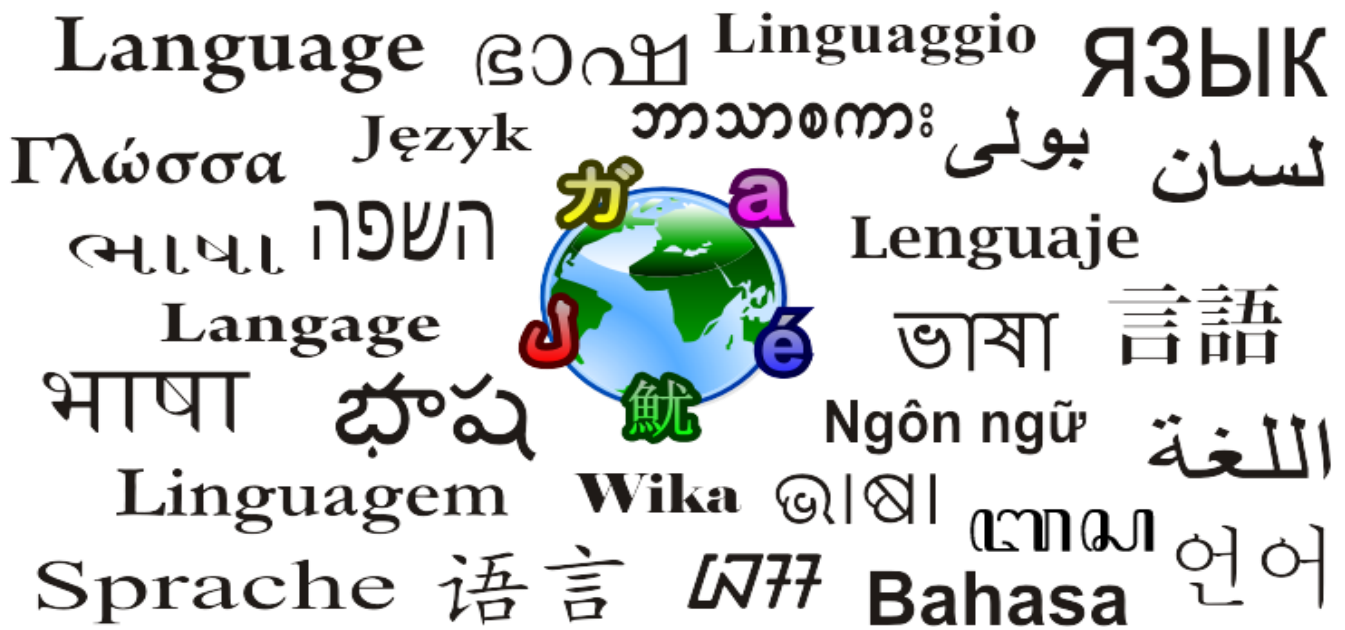 Language
ഭാഷ
Linguaggio
ЯЗЫК
Γλώσσα
Język
ဘာသာစကား
بولی
لسان
ガ
a
ભાષા
השפה
Lenguaje
Langage
é
ভাষা
言語
भाषा
భాష
魷
Ngôn ngữ
اللغة
Linguagem
Wika
ଭାଷା
Sprache
语言
Bahasa
언어